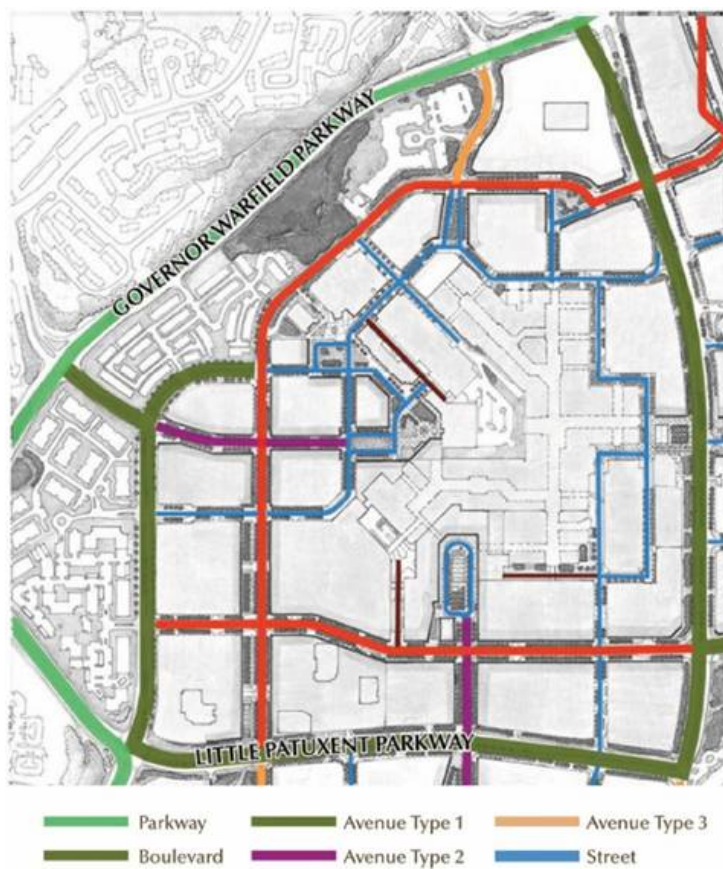 GOVERNOR WARFIELD PARKWAY
LITTLE PATUXENT PARKWAY
Parkway
Avenue Type 1
Avenue Type 3
Boulevard
Avenue Type 2
Street